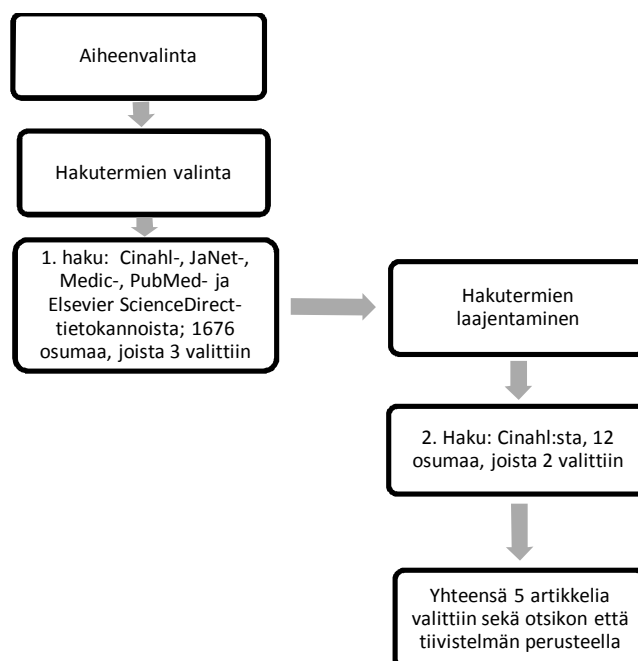 Aiheenvalinta
Hakutermien valinta
1. haku: Cinahl-, JaNet-,
Medic-, PubMed- ja
Elsevier ScienceDirect-
tietokannoista; 1676
osumaa, joista 3 valittiin
Hakutermien
laajentaminen
2. Haku: Cinahl:sta, 12
osumaa, joista 2 valittiin
Yhteensä 5 artikkelia
valittiin sekä otsikon että
tiivistelmän perusteella